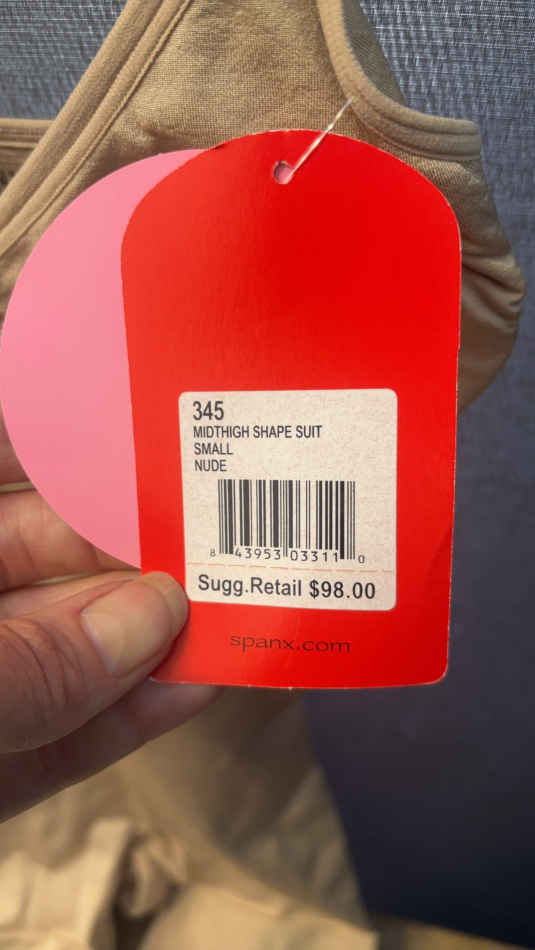 345
MIDTHIGH SHAPE SUIT
SMALL
NUDE
8 43953 03311 0
Sugg.Retail $98.00
spanx.com